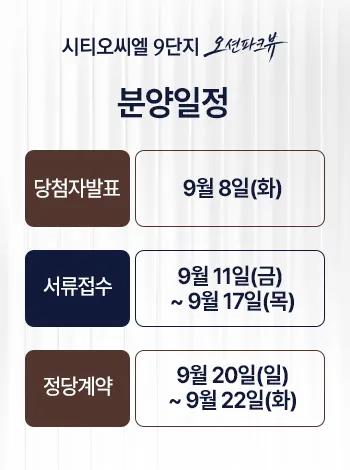 시티오씨엘 9단지 오션파크뷰
분양일정
당첨자발표
9월 8일(화)
서류접수
9월 11일(금)
~ 9월 17일(목)
정당계약
9월 20일(일)
~ 9월 22일(화)